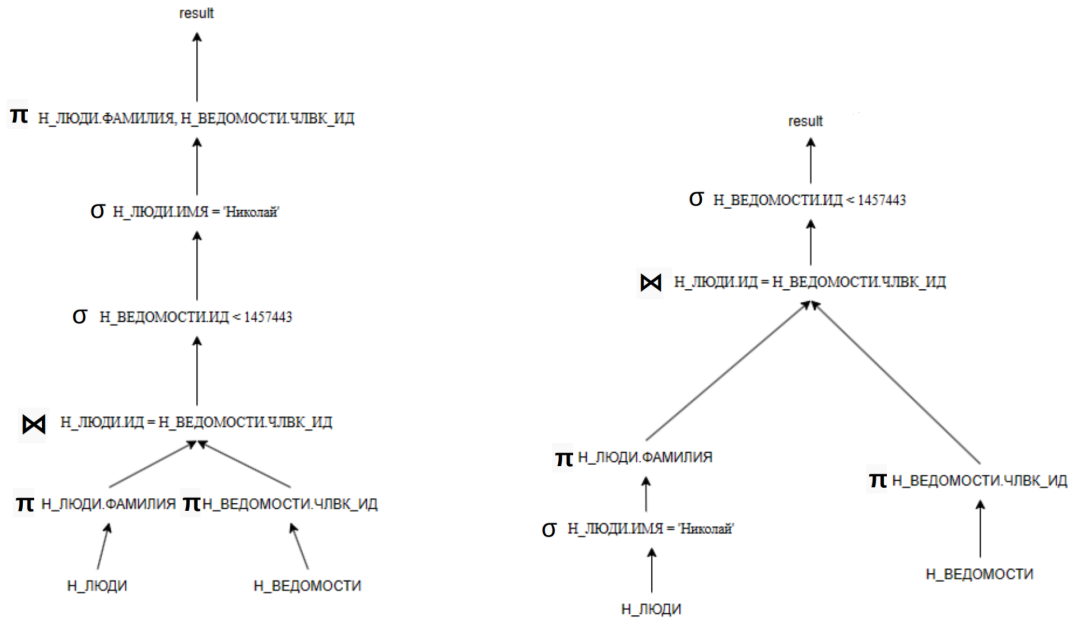 result
π Н_ЛЮДИ.ФАМИЛИЯ, Н_ВЕДОМОСТИ.ЧЛВК_ИД
σ Н_ЛЮДИ.ИМЯ = 'Николай'
σ Н_ВЕДОМОСТИ.ИД < 1457443
⋈ Н_ЛЮДИ.ИД = Н_ВЕДОМОСТИ.ЧЛВК_ИД
π Н_ЛЮДИ.ФАМИЛИЯ π Н_ВЕДОМОСТИ.ЧЛВК_ИД
Н_ЛЮДИ Н_ВЕДОМОСТИ
result
σ Н_ВЕДОМОСТИ.ИД < 1457443
⋈ Н_ЛЮДИ.ИД = Н_ВЕДОМОСТИ.ЧЛВК_ИД
π Н_ЛЮДИ.ФАМИЛИЯ
π Н_ВЕДОМОСТИ.ЧЛВК_ИД
σ Н_ЛЮДИ.ИМЯ = 'Николай'
Н_ВЕДОМОСТИ
Н_ЛЮДИ